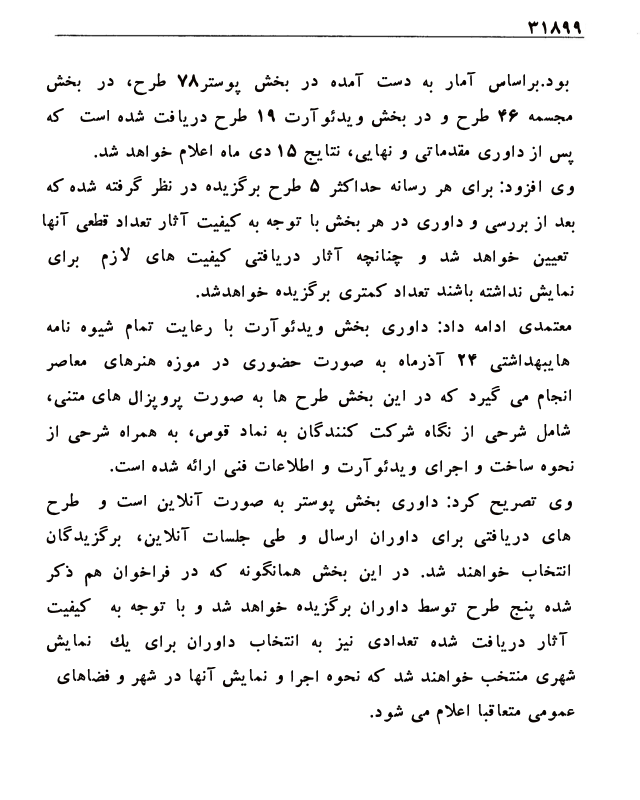 ۳۱۸۹۹
بود.براساس آمار به دست آمده در بخش پوستر۷۸ طرح، در بخش
مجسمه ۴۶ طرح و در بخش ویدئوآرت ۱۹ طرح دریافت شده است که
پس از داوری مقدماتی و نهایی، نتایج ۱۵ دی ماه اعلام خواهد شد.
وی افزود: برای هر رسانه حداکثر ۵ طرح برگزیده در نظر گرفته شده که
بعد از بررسی و داوری در هر بخش با توجه به کیفیت آثار تعداد قطعی آنها
تعیین خواهد شد و چنانچه آثار دریافتی کیفیت های لازم برای
نمایش نداشته باشند تعداد کمتری برگزیده خواهدشد.
معتمدی ادامه داد: داوری بخش ویدئوآرت با رعایت تمام شیوه نامه
هایبهداشتی ۲۴ آذرماه به صورت حضوری در موزه هنرهای معاصر
انجام می گیرد که در این بخش طرح ها به صورت پروپزال های متنی،
شامل شرحی از نگاه شرکت کنندگان به نماد قوس، به همراه شرحی از
نحوه ساخت و اجرای ویدئوآرت و اطلاعات فنی ارائه شده است.
وی تصریح کرد: داوری بخش پوستر به صورت آنلاین است و طرح
های دریافتی برای داوران ارسال و طی جلسات آنلاین، برگزیدگان
انتخاب خواهند شد. در این بخش همانگونه که در فراخوان هم ذکر
شده پنج طرح توسط داوران برگزیده خواهد شد و با توجه به کیفیت
آثار دریافت شده تعدادی نیز به انتخاب داوران برای یك نمایش
شهری منتخب خواهند شد که نحوه اجرا و نمایش آنها در شهر و فضاهای
عمومی متعاقبا اعلام می شود.